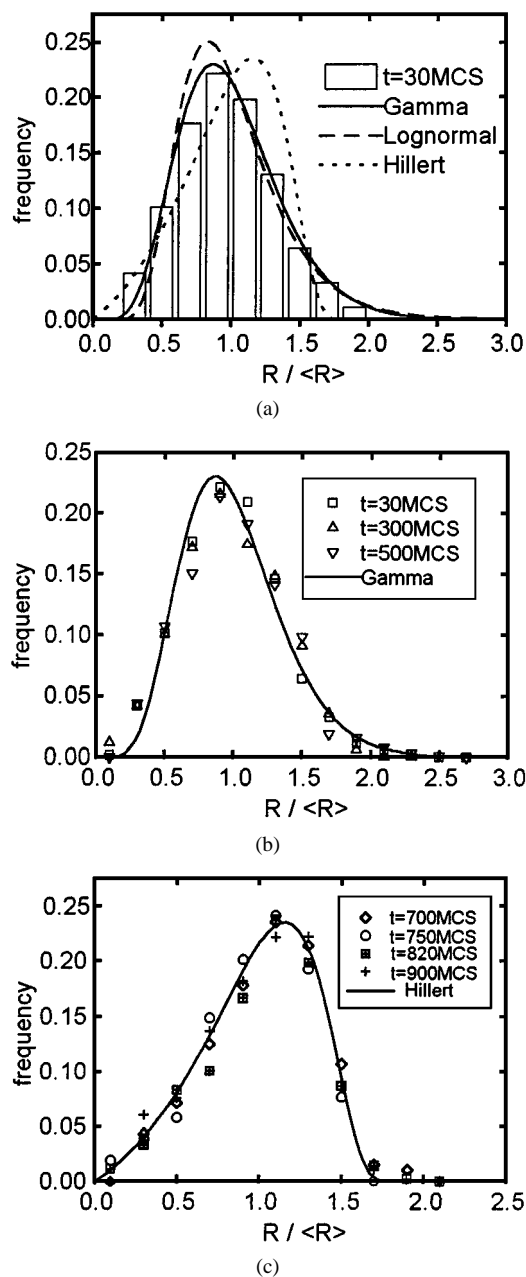 0.25
0.20
0.15
0.10
0.05
0.00
frequency
t=30MCS
Gamma
Lognormal
Hillert
0.0 0.5 1.0 1.5 2.0 2.5 3.0
R / <R>
(a)
0.25
0.20
0.15
0.10
0.05
0.00
frequency
t=30MCS
t=300MCS
t=500MCS
Gamma
0.0 0.5 1.0 1.5 2.0 2.5 3.0
R / <R>
(b)
0.25
0.20
0.15
0.10
0.05
0.00
frequency
t=700MCS
t=750MCS
t=820MCS
t=900MCS
Hillert
0.0 0.5 1.0 1.5 2.0 2.5
R / <R>
(c)